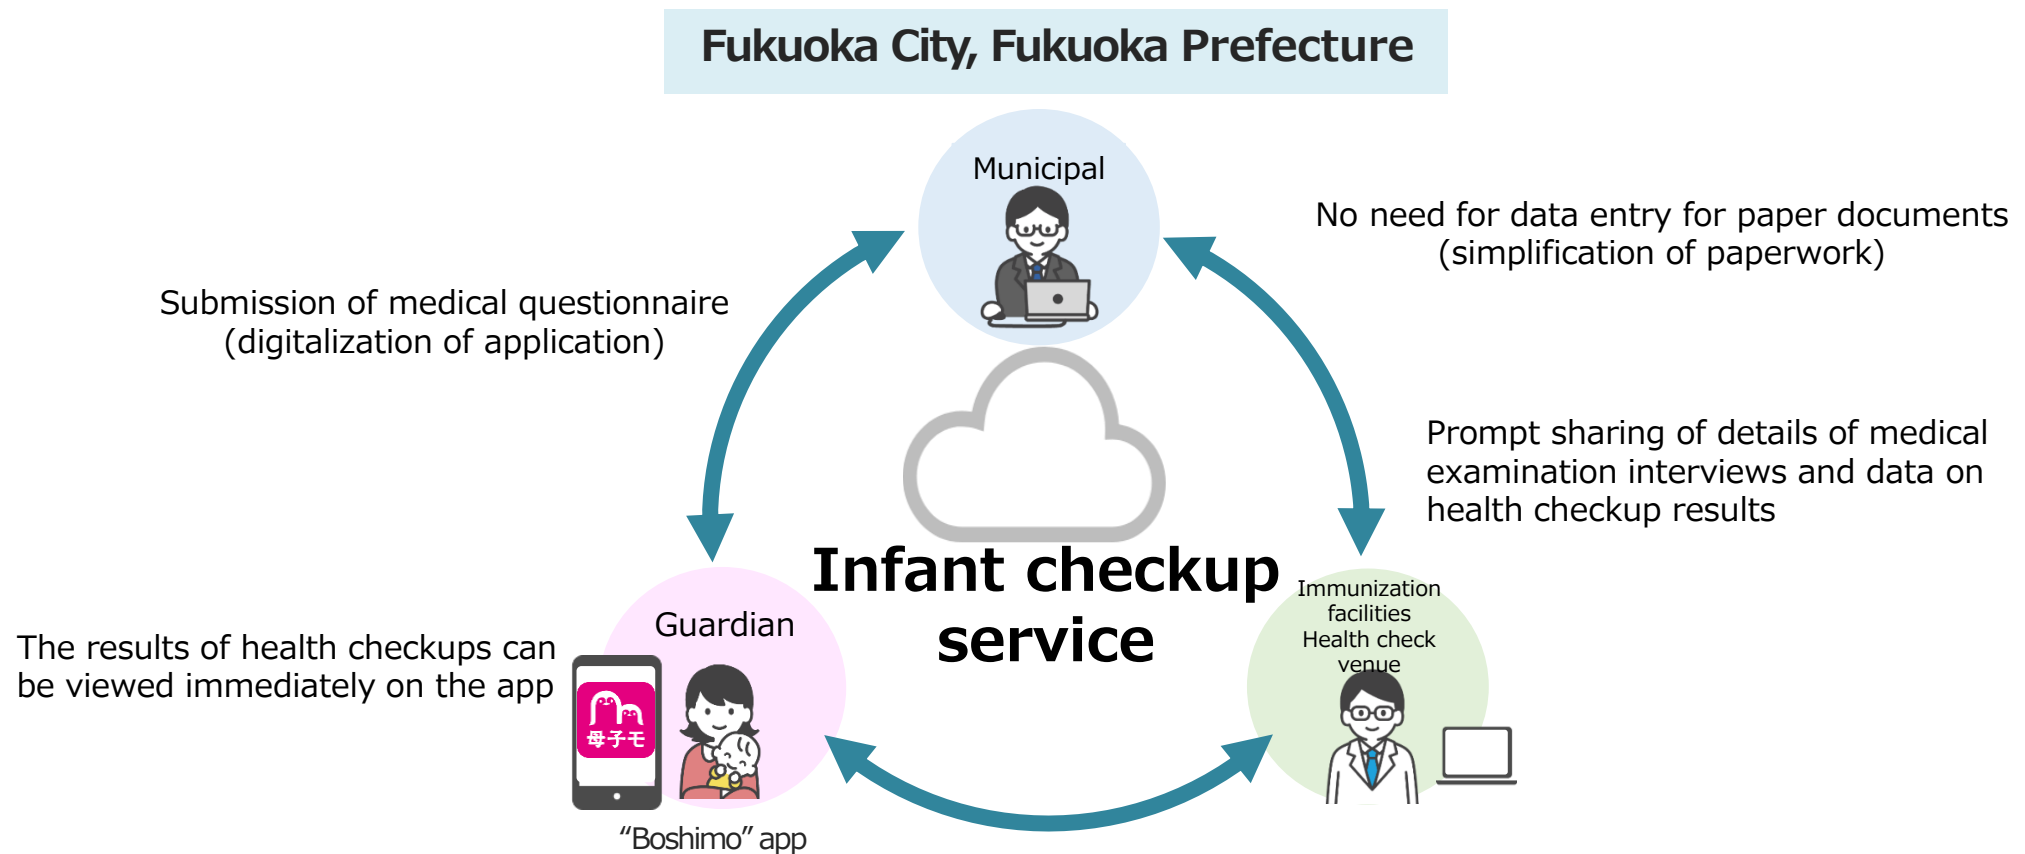 Fukuoka City, Fukuoka Prefecture
Municipal
No need for data entry for paper documents
(simplification of paperwork)
Submission of medical questionnaire
(digitalization of application)
Prompt sharing of details of medical
examination interviews and data on
health checkup results
Infant checkup
service
Immunization
facilities
Health check
venue
Guardian
The results of health checkups can
be viewed immediately on the app
母子モ
“Boshimo” app